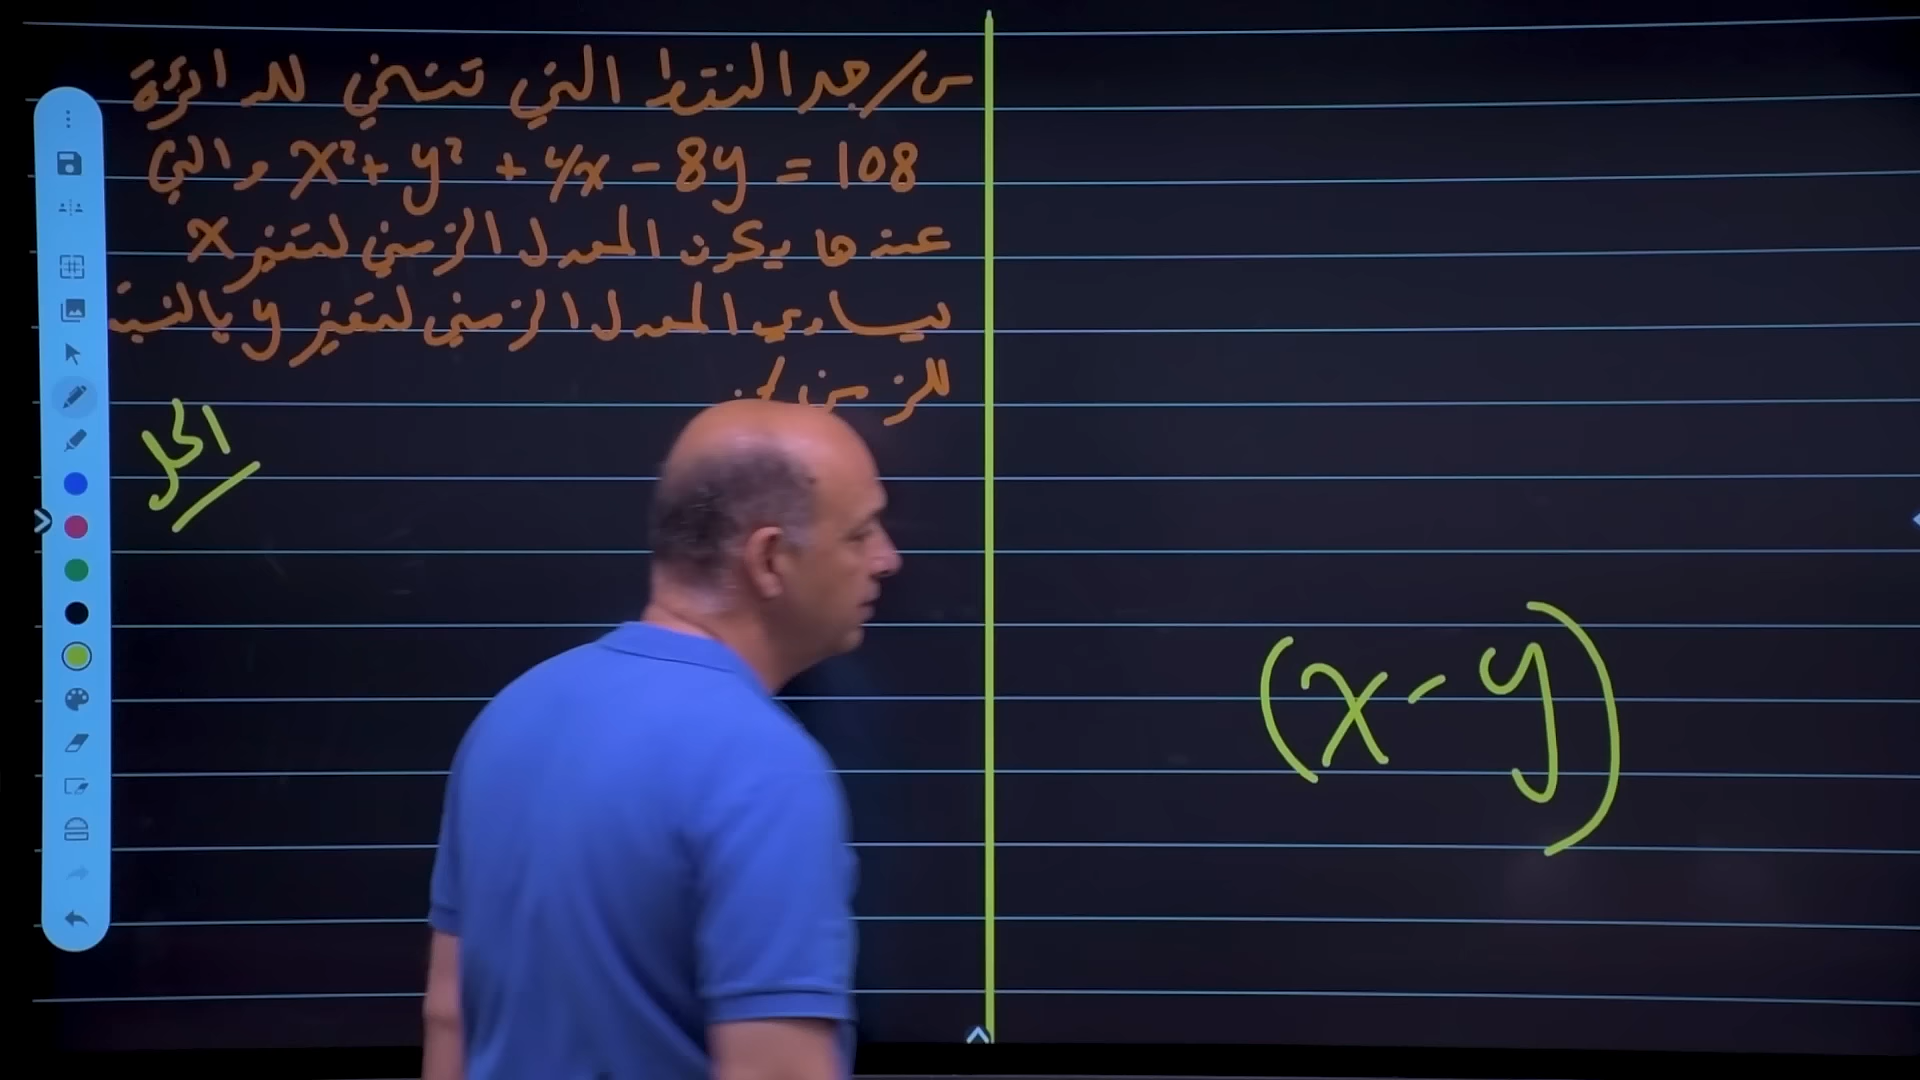 س/جد النقط التي تنتمي للدائرة
x² + y² + 4x - 8y = 108 والتي
عندها يكون المعدل الزمني لتغير x
يساوي المعدل الزمني لتغير y بالنسبة
للزمن t.
الحل
(x - y)